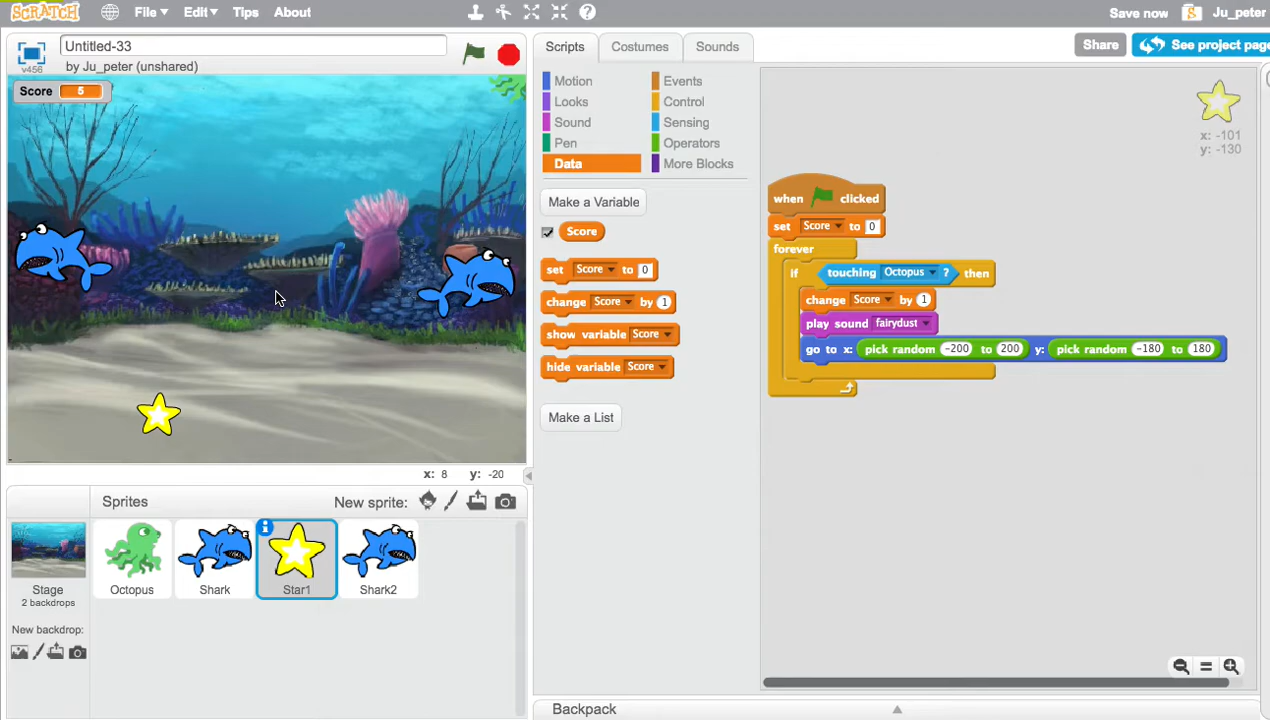 SCRATCH File Edit Tips About Save now Ju_peter
Untitled-33
by Ju_peter (unshared)
v456
Scripts Costumes Sounds Share See project page
Score 5
Motion Events
Looks Control
Sound Sensing
Pen Operators
Data More Blocks
Make a Variable
Score
set Score to 0
change Score by 1
show variable Score
hide variable Score
Make a List
x: -101
y: -130
when clicked
set Score to 0
forever
if touching Octopus ? then
change Score by 1
play sound fairydust
go to x: pick random -200 to 200 y: pick random -180 to 180
x: 8 y: -20
Sprites New sprite:
Stage
2 backdrops
New backdrop:
Octopus Shark Star1 Shark2
Backpack